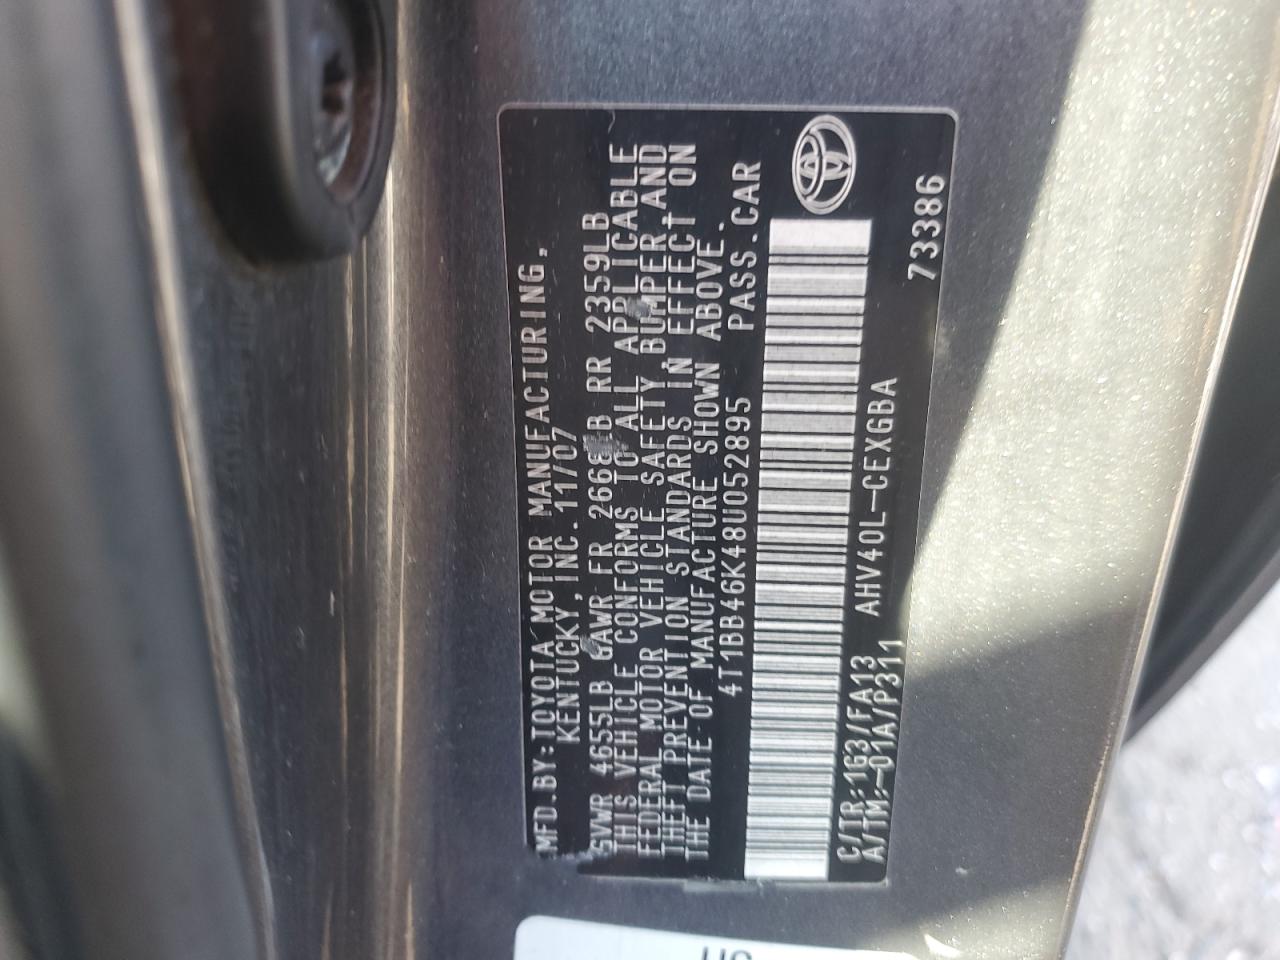 MFD.BY:TOYOTA MOTOR MANUFACTURING,
KENTUCKY,INC. 11/07
GVWR 4655LB GAWR FR 2668LB RR 2359LB
THIS VEHICLE CONFORMS TO ALL APPLICABLE
FEDERAL MOTOR VEHICLE SAFETY,BUMPER,AND
THEFT PREVENTION STANDARDS IN EFFECT ON
THE DATE OF MANUFACTURE SHOWN ABOVE.
4T1BB46K48U052895 PASS.CAR
C/TR:1G3/FA13 AHV40L-CEXGBA
A/TM:-01A/P311 73386